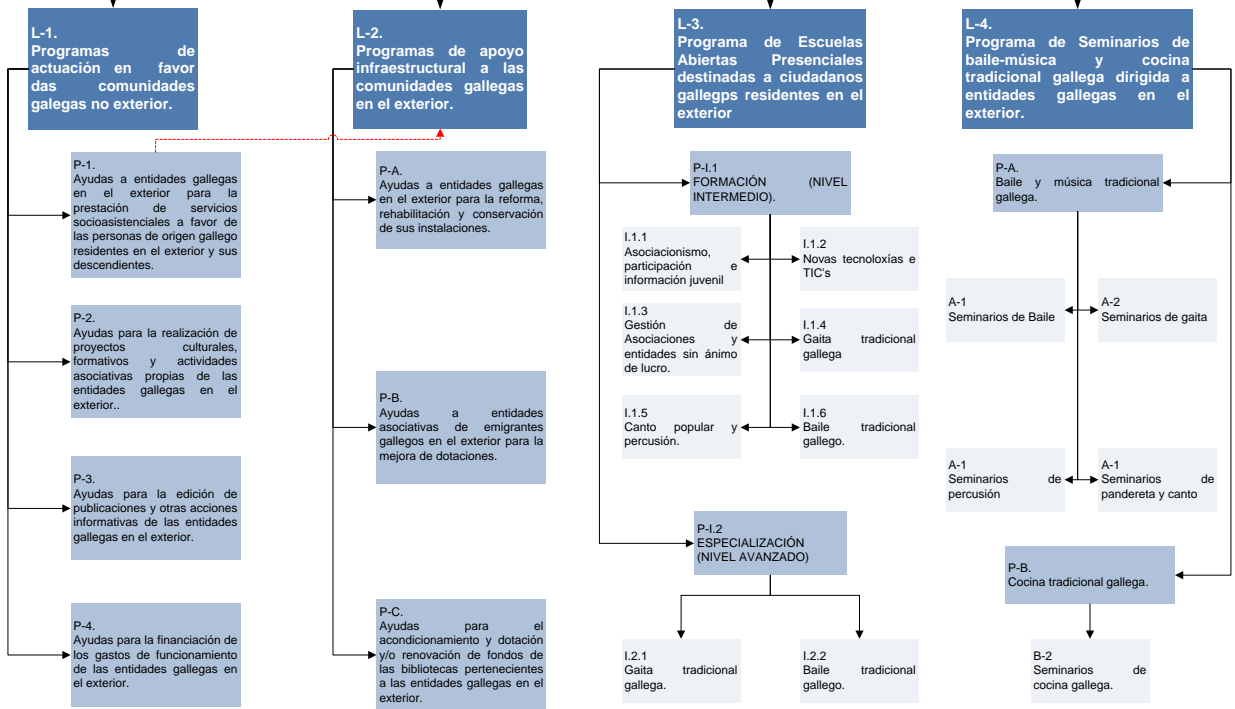 L-1.
Programas de
actuación en favor
das comunidades
galegas no exterior.
P-1.
Ayudas a entidades gallegas
en el exterior para la
prestación de servicios
socioasistenciales a favor de
las personas de origen gallego
residentes en el exterior y sus
descendientes.
P-2.
Ayudas para la realización de
proyectos culturales,
formativos y actividades
asociativas propias de las
entidades gallegas en el
exterior..
P-3.
Ayudas para la edición de
publicaciones y otras acciones
informativas de las entidades
gallegas en el exterior.
P-4.
Ayudas para la financiación de
los gastos de funcionamiento
de las entidades gallegas en
el exterior.
L-2.
Programas de apoyo
infraestructural a las
comunidades gallegas
en el exterior.
P-A.
Ayudas a entidades gallegas
en el exterior para la reforma,
rehabilitación y conservación
de sus instalaciones.
P-B.
Ayudas a entidades
asociativas de emigrantes
gallegos en el exterior para la
mejora de dotaciones.
P-C.
Ayudas para el
acondicionamiento y dotación
y/o renovación de fondos de
las bibliotecas pertenecientes
a las entidades gallegas en el
exterior.
L-3.
Programa de Escuelas
Abiertas Presenciales
destinadas a ciudadanos
gallegps residentes en el
exterior
P-I.1
FORMACIÓN (NIVEL
INTERMEDIO).
I.1.1
Asociacionismo,
participación e
información juvenil
I.1.2
Novas tecnoloxías e
TIC's
I.1.3
Gestión de
Asociaciones y
entidades sin ánimo
de lucro.
I.1.4
Gaita tradicional
gallega
I.1.5
Canto popular y
percusión.
I.1.6
Baile tradicional
gallego.
P-I.2
ESPECIALIZACIÓN
(NIVEL AVANZADO)
I.2.1
Gaita tradicional
gallega.
I.2.2
Baile tradicional
gallego.
L-4.
Programa de Seminarios de
baile-música y cocina
tradicional gallega dirigida a
entidades gallegas en el
exterior.
P-A.
Baile y música tradicional
gallega.
A-1
Seminarios de Baile
A-2
Seminarios de gaita
A-1
Seminarios de
percusión
A-1
Seminarios de
pandereta y canto
P-B.
Cocina tradicional gallega.
B-2
Seminarios de
cocina gallega.